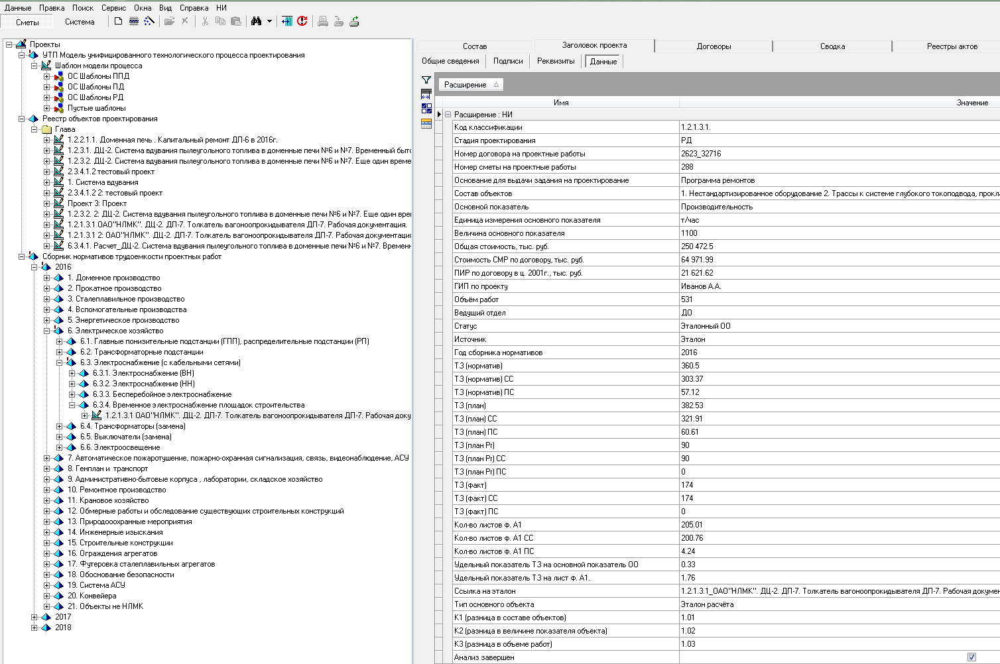 Данные Правка Поиск Сервис Окна Вид Справка НИ
Сметы Система
Проекты
УТП Модель унифицированного технологического процесса проектирования
Шаблон модели процесса
ОС Шаблоны ППД
ОС Шаблоны ПД
ОС Шаблоны РД
Пустые шаблоны
Реестр объектов проектирования
Глава
1.2.2.1.1. Доменная печь . Капитальный ремонт ДП-6 в 2016г.
1.2.3.1. ДЦ-2. Система вдувания пылеугольного топлива в доменные печи №6 и №7. Временный быто
1.2.3.2. ДЦ-2. Система вдувания пылеугольного топлива в доменные печи №6 и №7. Еще один време
2.3.4.1.2 тестовый проект
1. Система вдувания
2.3.4.1.2 2: тестовый проект
Проект 3: Проект
1.2.3.2. 2: ДЦ-2. Система вдувания пылеугольного топлива в доменные печи №6 и №7. Еще один вре
1.2.1.3.1 ОАО"НЛМК". ДЦ-2. ДП-7. Толкатель вагоноопрокидывателя ДП-7. Рабочая документация.
1.2.1.3.1 2: ОАО"НЛМК". ДЦ-2. ДП-7. Толкатель вагоноопрокидывателя ДП-7. Рабочая документация
6.3.4.1. Расчет_ДЦ-2. Система вдувания пылеугольного топлива в доменные печи №6 и №7. Времен
Сборник нормативов трудоемкости проектных работ
2016
1. Доменное производство
2. Прокатное производство
3. Сталеплавильное производство
4. Вспомогательные производства
5. Энергетическое производство
6. Электрическое хозяйство
6.1. Главные понизительные подстанции (ГПП), распределительные подстанции (РП)
6.2. Трансформаторные подстанции
6.3. Электроснабжение (с кабельными сетями)
6.3.1. Электроснабжение (ВН)
6.3.2. Электроснабжение (НН)
6.3.3. Бесперебойное электроснабжение
6.3.4. Временное электроснабжение площадок строительства
1.2.1.3.1 ОАО"НЛМК". ДЦ-2. ДП-7. Толкатель вагоноопрокидывателя ДП-7. Рабочая доку
6.4. Трансформаторы (замена)
6.5. Выключатели (замена)
6.6. Электроосвещение
7. Автоматическое пожаротушение, пожарно-охранная сигнализация, связь, видеонаблюдение, АСУ
8. Генплан и транспорт
9. Административно-бытовые корпуса , лаборатории, складское хозяйство
10. Ремонтное производство
11. Крановое хозяйство
12. Обмерные работы и обследование существующих строительных конструкций
13. Природооохранные мероприятия
14. Инженерные изыскания
15. Строительные конструкции
16. Ограждения агрегатов
17. Футеровка сталеплавильных агрегатов
18. Обоснование безопасности
19. Система АСУ
20. Конвейера
21. Объекты не НЛМК
2017
2018
Состав Заголовок проекта Договоры Сводка Реестры актов
Общие сведения Подписи Реквизиты Данные
Расширение
Имя Значение
Расширение : НИ
Код классификации 1.2.1.3.1.
Стадия проектирования РД
Номер договора на проектные работы 2623_32716
Номер сметы на проектные работы 288
Основание для выдачи задания на проектирование Программа ремонтов
Состав объектов 1. Нестандартизированное оборудование 2. Трассы к системе глубокого токоподвода, прокл
Основной показатель Производительность
Единица измерения основного показателя т/час
Величина основного показателя 1100
Общая стоимость, тыс. руб. 250 472.5
Стоимость СМР по договору, тыс. руб. 64 971.99
ПИР по договору в ц. 2001г., тыс. руб. 21 621.62
ГИП по проекту Иванов А.А.
Объём работ 531
Ведущий отдел ДО
Статус Эталонный ОО
Источник Эталон
Год сборника нормативов 2016
ТЗ (норматив) 360.5
ТЗ (норматив) СС 303.37
ТЗ (норматив) ПС 57.12
ТЗ (план) 382.53
ТЗ (план) СС 321.91
ТЗ (план) ПС 60.61
ТЗ (план Pr) 90
ТЗ (план Pr) СС 90
ТЗ (план Pr) ПС 0
ТЗ (факт) 174
ТЗ (факт) СС 174
ТЗ (факт) ПС 0
Кол-во листов ф. А1 205.01
Кол-во листов ф. А1 СС 200.76
Кол-во листов ф. А1 ПС 4.24
Удельный показатель ТЗ на основной показатель ОО 0.33
Удельный показатель ТЗ на лист ф. А1. 1.76
Ссылка на эталон 1.2.1.3.1_ОАО"НЛМК". ДЦ-2. ДП-7. Толкатель вагоноопрокидывателя ДП-7. Рабочая докумен
Тип основного объекта Эталон расчёта
К1 (разница в составе объектов) 1.01
К2 (разница в величине показателя объекта) 1.02
К3 (разница в объеме работ) 1.03
Анализ завершен